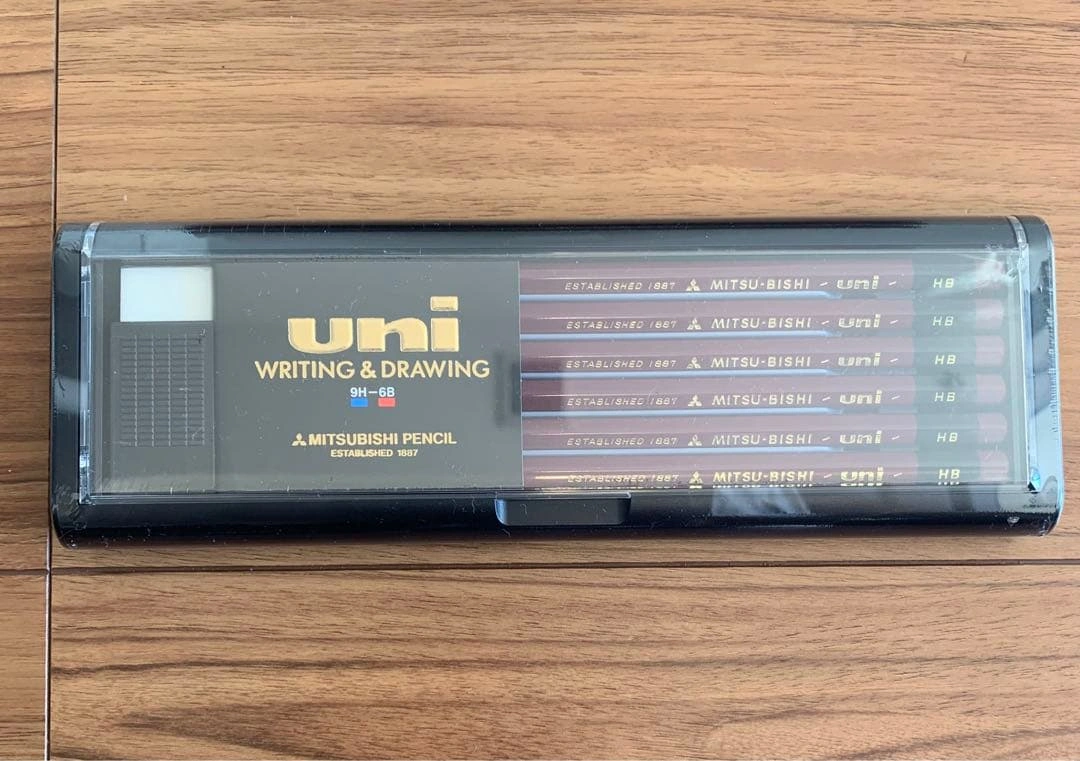 uni
WRITING & DRAWING
9H-6B
MITSUBISHI PENCIL
ESTABLISHED 1887
ESTABLISHED 1887 MITSU-BISHI - uni - HB
ESTABLISHED 1887 MITSU-BISHI - uni - HB
ESTABLISHED 1887 MITSU-BISHI - uni - HB
ESTABLISHED 1887 MITSU-BISHI - uni - HB
ESTABLISHED 1887 MITSU-BISHI - uni - HB
ESTABLISHED 1887 MITSU-BISHI - uni - HB